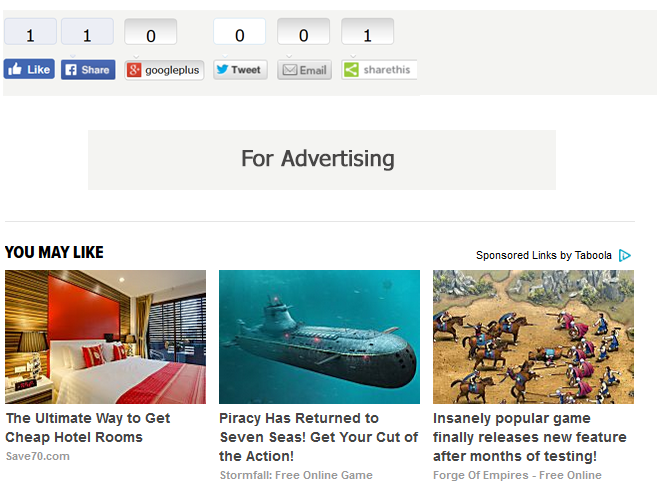 1 1 0 0 0 1
Like Share googleplus Tweet Email sharethis
For Advertising
YOU MAY LIKE
Sponsored Links by Taboola
The Ultimate Way to Get
Cheap Hotel Rooms
Save70.com
Piracy Has Returned to
Seven Seas! Get Your Cut of
the Action!
Stormfall: Free Online Game
Insanely popular game
finally releases new feature
after months of testing!
Forge Of Empires - Free Online